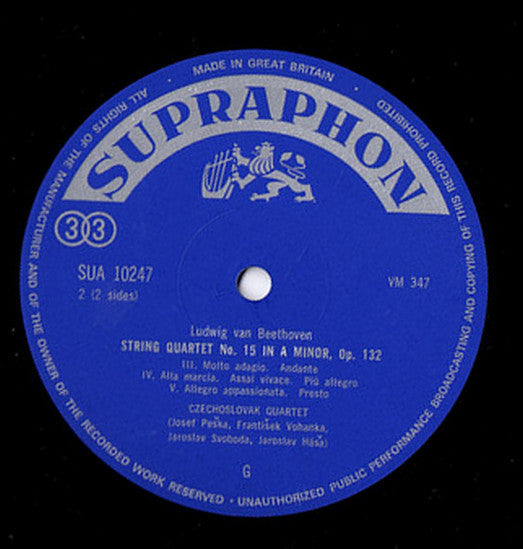 MADE IN GREAT BRITAIN ·
ALL RIGHTS OF THE MANUFACTURER AND OF THE OWNER OF THE RECORDED WORK RESERVED · UNAUTHORIZED PUBLIC PERFORMANCE BROADCASTING AND COPYING OF THIS RECORD PROHIBITED
SUPRAPHON
33
SUA 10247
VM 347
2 (2 sides)
Ludwig van Beethoven
STRING QUARTET No. 15 IN A MINOR, Op. 132
III. Molto adagio. Andante
IV. Alla marcia. Assai vivace. Più allegro
V. Allegro appassionata. Presto
CZECHOSLOVAK QUARTET
(Josef Peška, František Vohanka,
Jaroslav Svoboda, Jaroslav Háša)
G